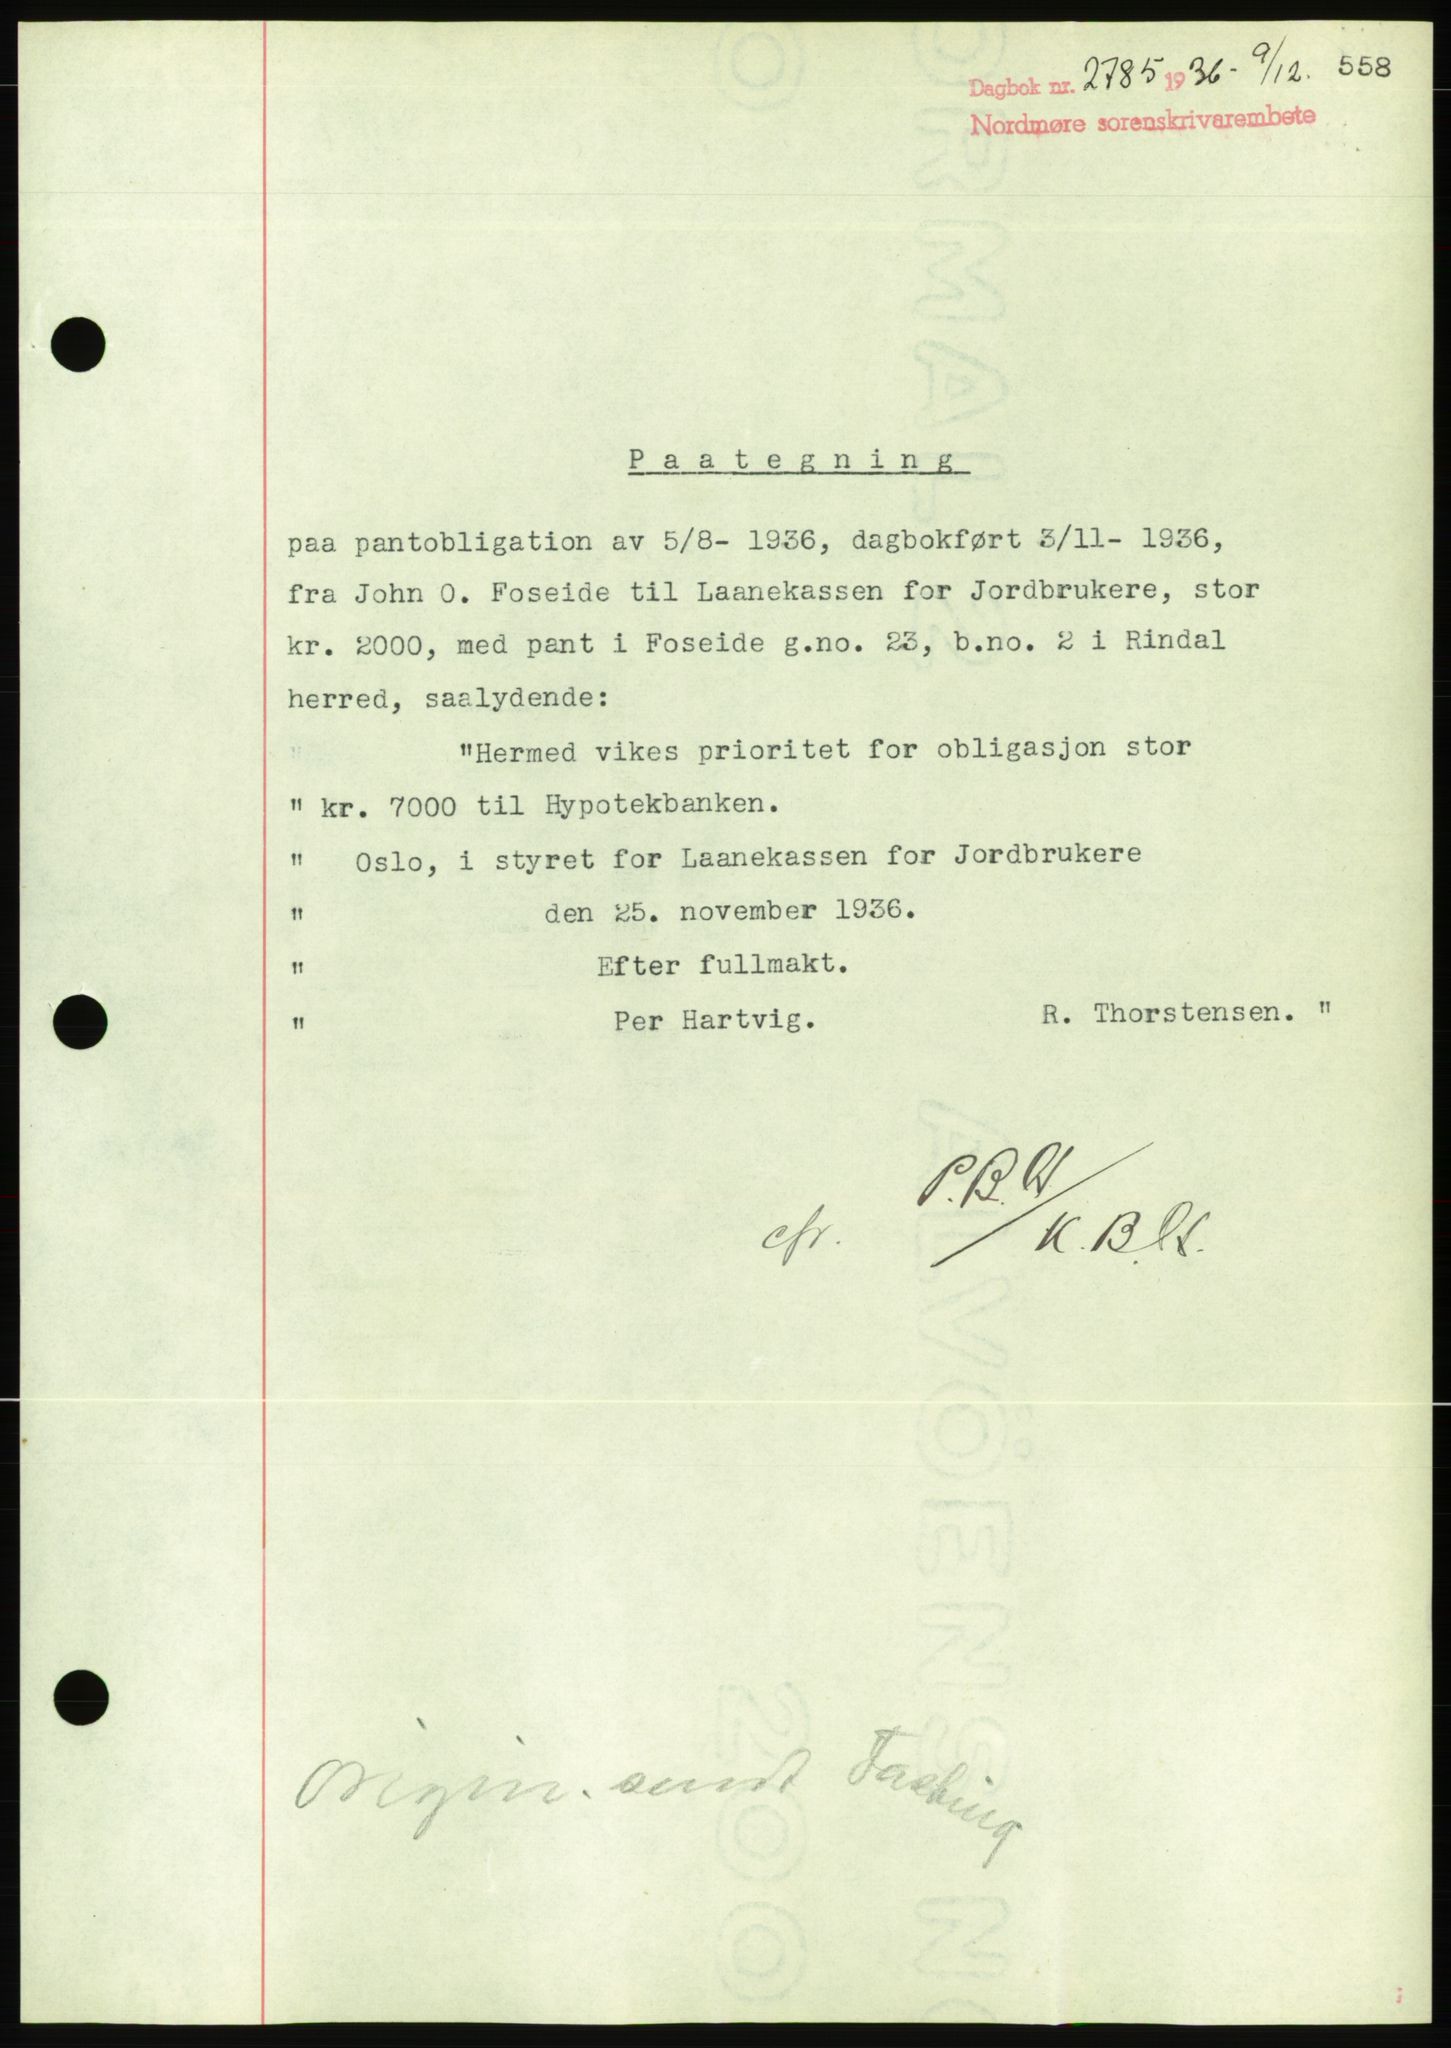 Dagbok nr. 2785 1936 - 9/12. 558
Nordmøre sorenskrivarembete
Paategning
paa pantobligation av 5/8- 1936, dagbokført 3/11- 1936,
fra John O. Foseide til Laanekassen for Jordbrukere, stor
kr. 2000, med pant i Foseide g.no. 23, b.no. 2 i Rindal
herred, saalydende:
"Hermed vikes prioritet for obligasjon stor
" kr. 7000 til Hypotekbanken.
" Oslo, i styret for Laanekassen for Jordbrukere
" den 25. november 1936.
" Efter fullmakt.
" Per Hartvig. R. Thorstensen. "
P.B.
cfr. K.B.
Origin. sendt